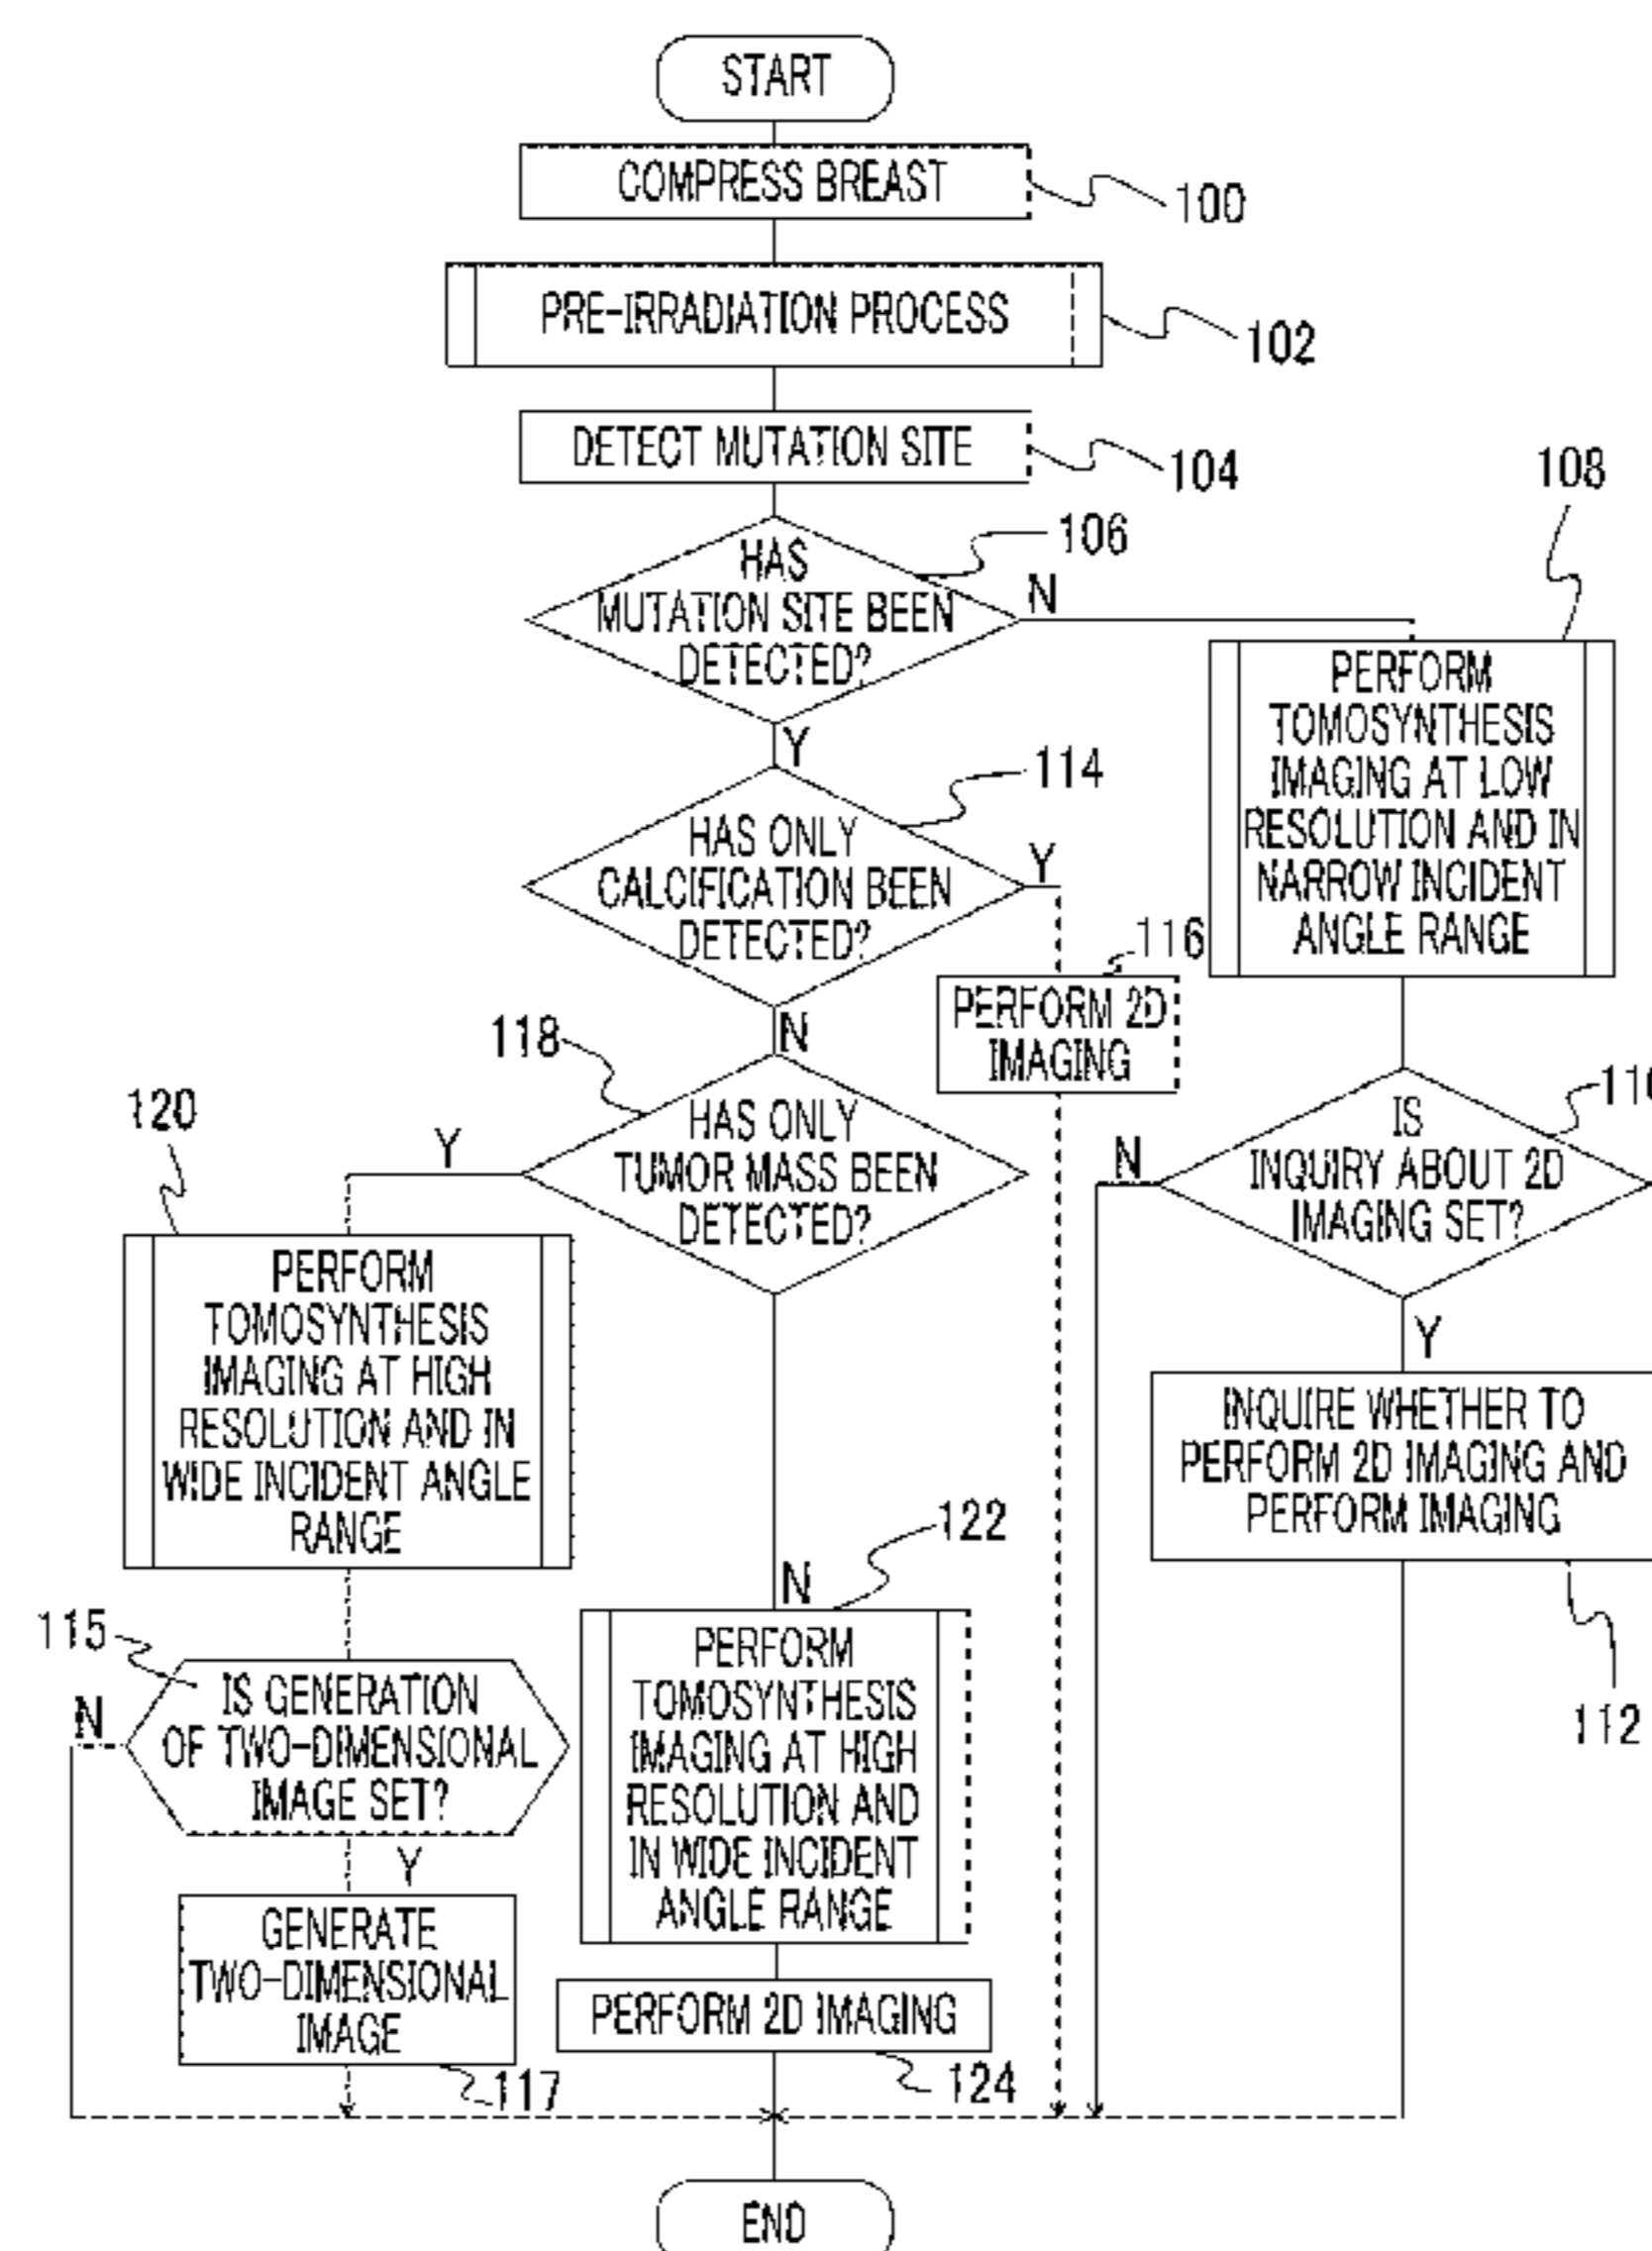 START
COMPRESS BREAST
100
PRE-IRRADIATION PROCESS
102
DETECT MUTATION SITE
104
106
HAS
MUTATION SITE BEEN
DETECTED?
N
Y
108
PERFORM
TOMOSYNTHESIS
IMAGING AT LOW
RESOLUTION AND IN
NARROW INCIDENT
ANGLE RANGE
114
HAS ONLY
CALCIFICATION BEEN
DETECTED?
Y
N
116
PERFORM 2D
IMAGING
118
HAS ONLY
TUMOR MASS BEEN
DETECTED?
Y
N
IS
INQUIRY ABOUT 2D
IMAGING SET?
N
Y
INQUIRE WHETHER TO
PERFORM 2D IMAGING AND
PERFORM IMAGING
112
120
PERFORM
TOMOSYNTHESIS
IMAGING AT HIGH
RESOLUTION AND IN
WIDE INCIDENT ANGLE
RANGE
115
IS GENERATION
OF TWO-DIMENSIONAL
IMAGE SET?
N
Y
GENERATE
TWO-DIMENSIONAL
IMAGE
117
122
PERFORM
TOMOSYNTHESIS
IMAGING AT HIGH
RESOLUTION AND
IN WIDE INCIDENT
ANGLE RANGE
PERFORM 2D IMAGING
124
END